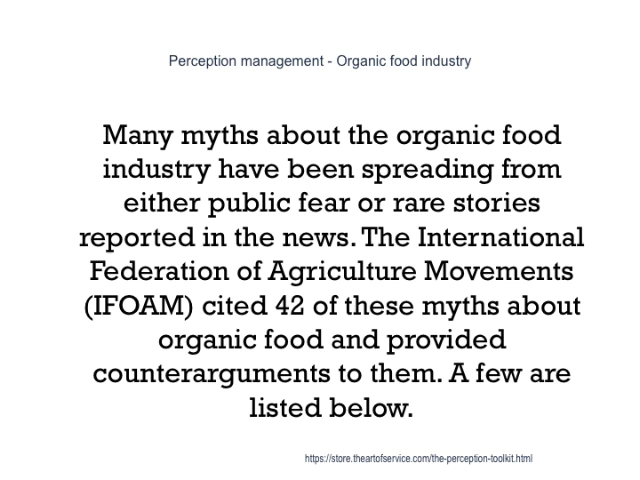 Perception management - Organic food industry
Many myths about the organic food
industry have been spreading from
either public fear or rare stories
reported in the news. The International
Federation of Agriculture Movements
(IFOAM) cited 42 of these myths about
organic food and provided
counterarguments to them. A few are
listed below.
https://store.theartofservice.com/the-perception-toolkit.html